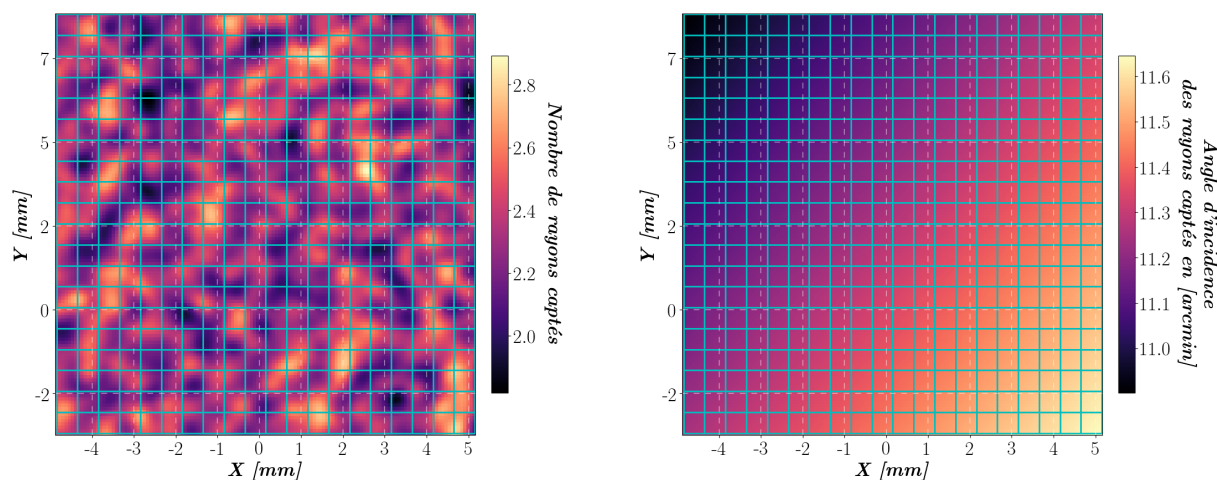 7
5
2
0
-2
Y [mm]
-4 -3 -2 -1 0 1 2 3 4 5
X [mm]
2.8
2.6
2.4
2.2
2.0
Nombre de rayons captés
7
5
2
0
-2
Y [mm]
-4 -3 -2 -1 0 1 2 3 4 5
X [mm]
11.6
11.5
11.4
11.3
11.2
11.1
11.0
Angle d'incidence
des rayons captés en [arcmin]